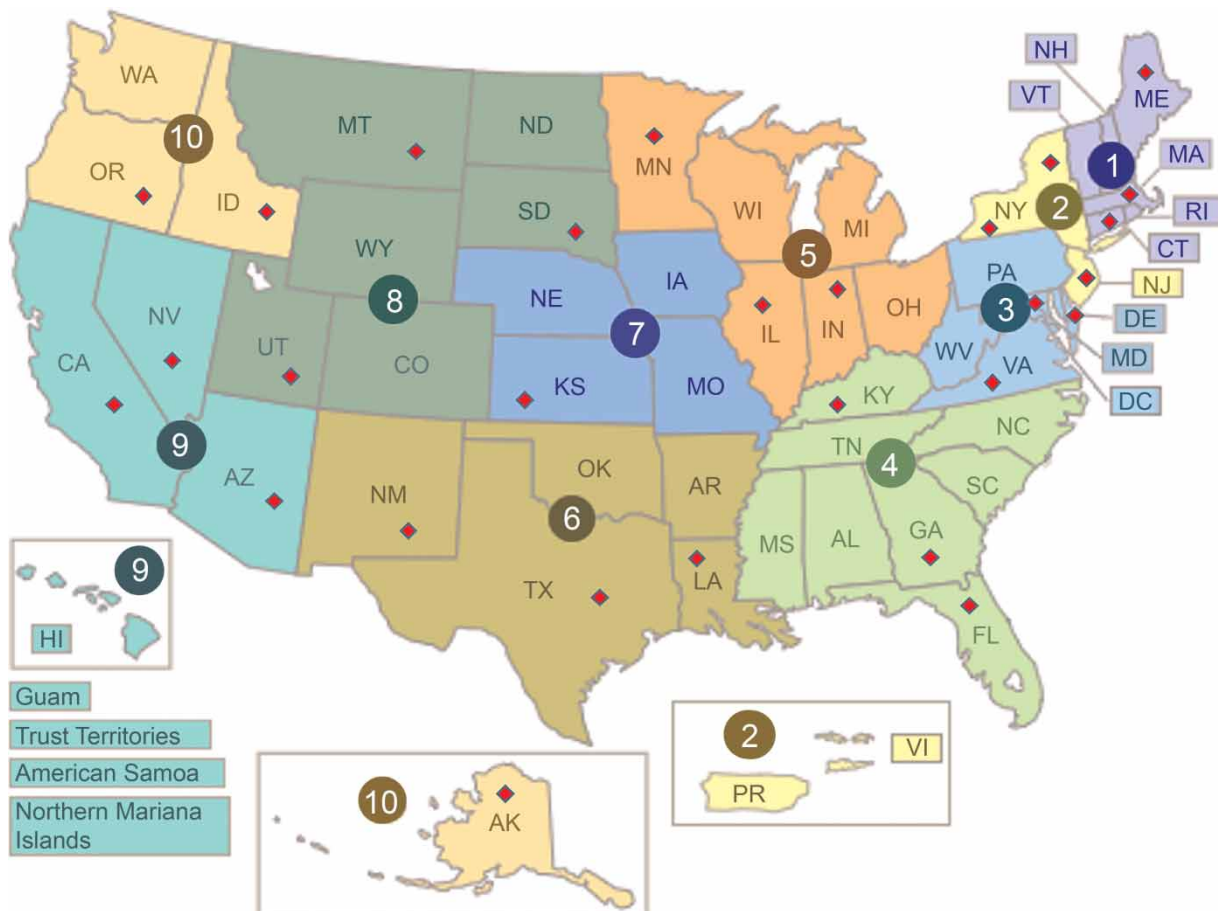 NH
VT
ME
MA
RI
CT
1
WA
10
OR
ID
MT
ND
MN
SD
WY
8
WI
MI
5
NY
2
PA
NJ
3
DE
MD
DC
NE
IA
7
IL
IN
OH
WV
VA
CA
NV
UT
CO
KS
MO
KY
9
AZ
NM
OK
6
AR
TN
4
NC
SC
MS
AL
GA
TX
LA
FL
9
HI
Guam
Trust Territories
American Samoa
Northern Mariana
Islands
10
AK
2
VI
PR